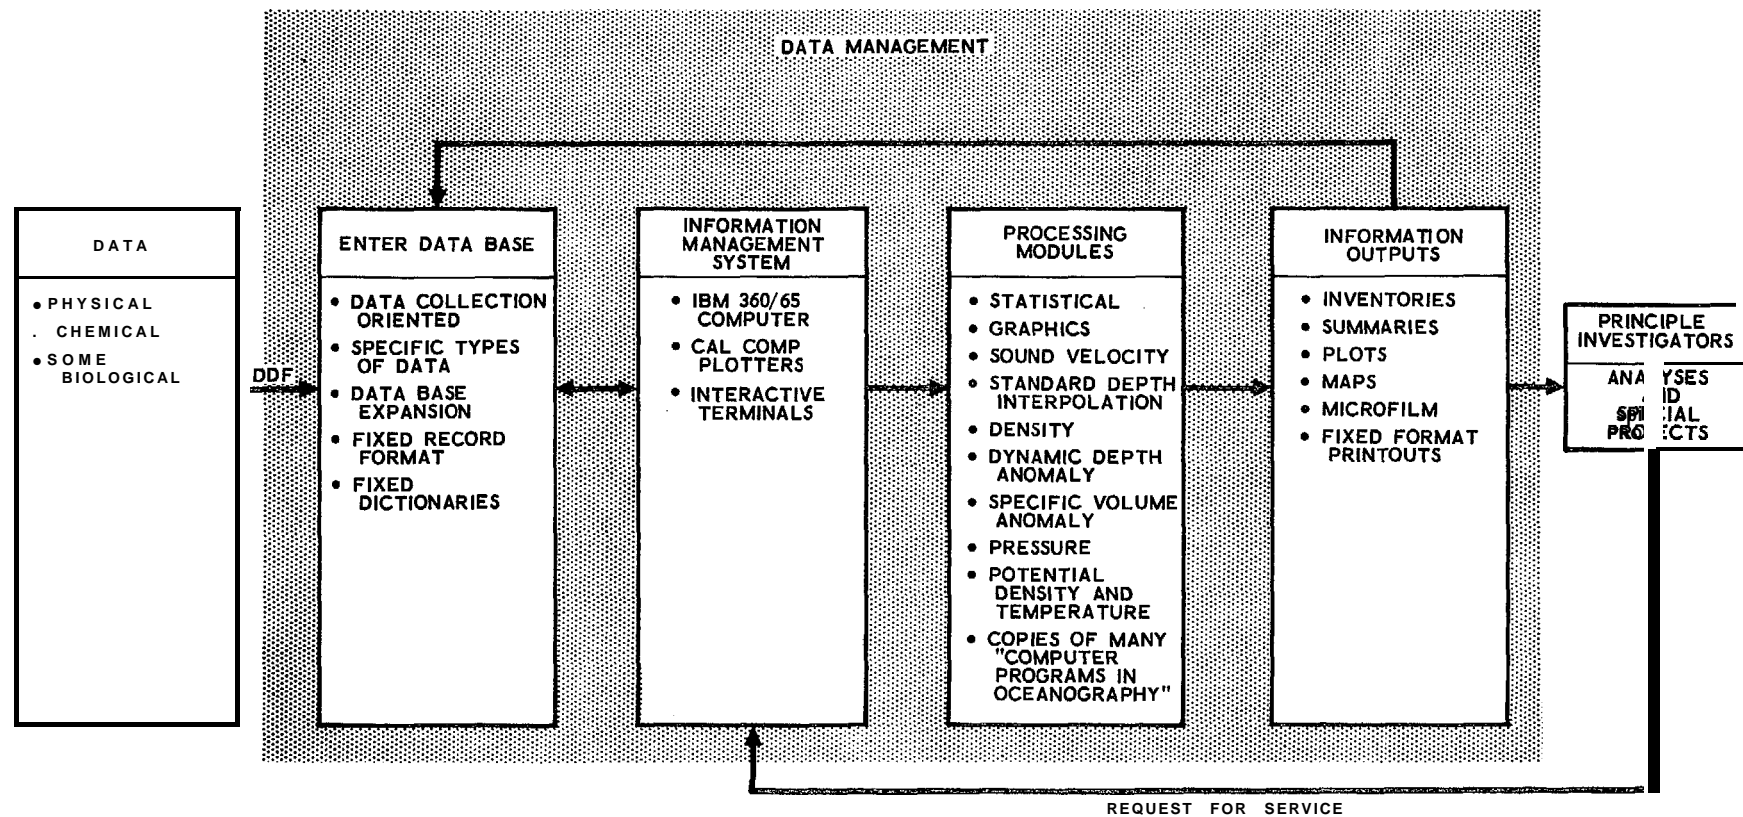 DATA MANAGEMENT
DATA
• PHYSICAL
. CHEMICAL
• SOME
BIOLOGICAL
DDF
ENTER DATA BASE
• DATA COLLECTION
ORIENTED
• SPECIFIC TYPES
OF DATA
• DATA BASE
EXPANSION
• FIXED RECORD
FORMAT
• FIXED
DICTIONARIES
INFORMATION
MANAGEMENT
SYSTEM
• IBM 360/65
COMPUTER
• CAL COMP
PLOTTERS
• INTERACTIVE
TERMINALS
PROCESSING
MODULES
• STATISTICAL
• GRAPHICS
• SOUND VELOCITY
• STANDARD DEPTH
INTERPOLATION
• DENSITY
• DYNAMIC DEPTH
ANOMALY
• SPECIFIC VOLUME
ANOMALY
• PRESSURE
• POTENTIAL
DENSITY AND
TEMPERATURE
• COPIES OF MANY
"COMPUTER
PROGRAMS IN
OCEANOGRAPHY"
INFORMATION
OUTPUTS
• INVENTORIES
• SUMMARIES
• PLOTS
• MAPS
• MICROFILM
• FIXED FORMAT
PRINTOUTS
PRINCIPLE
INVESTIGATORS
REQUEST FOR SERVICE